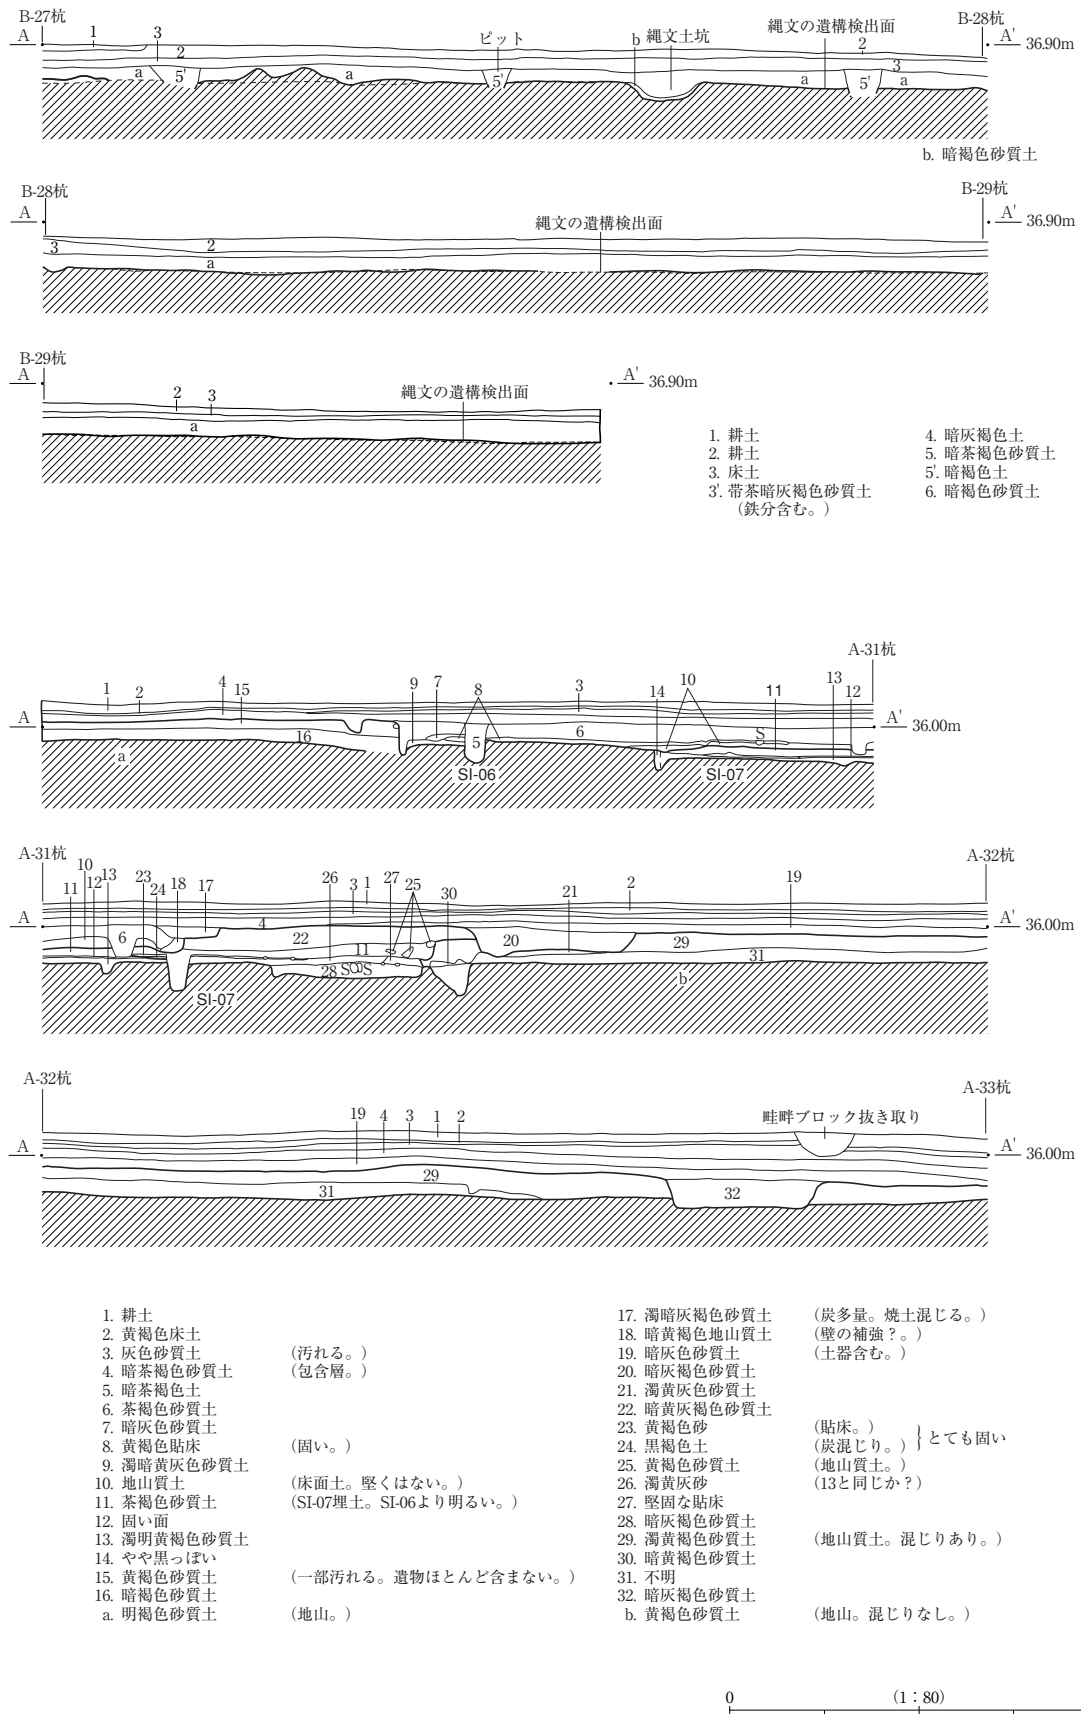 B-27杭
B-28杭
A
1
3
2
ピット
b
縄文土坑
縄文の遺構検出面
2
A'
36.90m
a
5'
a
5'
a
5'
3
a
b. 暗褐色砂質土
B-28杭
B-29杭
A
縄文の遺構検出面
A'
36.90m
3
2
a
B-29杭
A
2
3
縄文の遺構検出面
A'
36.90m
a
1. 耕土
2. 耕土
3. 床土
3'. 帯茶暗灰褐色砂質土
(鉄分含む。)
4. 暗灰褐色土
5. 暗茶褐色砂質土
5'. 暗褐色土
6. 暗褐色砂質土
A-31杭
1
2
4
15
9
7
8
3
14
10
11
13
12
A
A'
36.00m
16
5
6
S
a
SI-06
SI-07
A-31杭
A-32杭
11
10
12
13
23
24
18
17
26
3
1
27
25
30
21
2
19
A
A'
36.00m
6
4
22
11
20
29
31
28
S
S
b
SI-07
A-32杭
A-33杭
19
4
3
1
2
畦畔ブロック抜き取り
A
A'
36.00m
29
31
32
1. 耕土
2. 黄褐色床土
3. 灰色砂質土 (汚れる。)
4. 暗茶褐色砂質土 (包含層。)
5. 暗茶褐色土
6. 茶褐色砂質土
7. 暗灰色砂質土
8. 黄褐色貼床 (固い。)
9. 濁暗黄灰色砂質土
10. 地山質土 (床面土。堅くはない。)
11. 茶褐色砂質土 (SI-07埋土。SI-06より明るい。)
12. 固い面
13. 濁明黄褐色砂質土
14. やや黒っぽい
15. 黄褐色砂質土 (一部汚れる。遺物ほとんど含まない。)
16. 暗褐色砂質土
a. 明褐色砂質土 (地山。)
17. 濁暗灰褐色砂質土 (炭多量。焼土混じる。)
18. 暗黄褐色地山質土 (壁の補強？。)
19. 暗灰色砂質土 (土器含む。)
20. 暗灰褐色砂質土
21. 濁黄灰色砂質土
22. 暗黄灰褐色砂質土
23. 黄褐色砂 (貼床。)
24. 黒褐色土 (炭混じり。)
とても固い
25. 黄褐色砂質土 (地山質土。)
26. 濁黄灰砂 (13と同じか？)
27. 堅固な貼床
28. 暗灰褐色砂質土
29. 濁黄褐色砂質土 (地山質土。混じりあり。)
30. 暗黄褐色砂質土
31. 不明
32. 暗灰褐色砂質土
b. 黄褐色砂質土 (地山。混じりなし。)
0
(1：80)